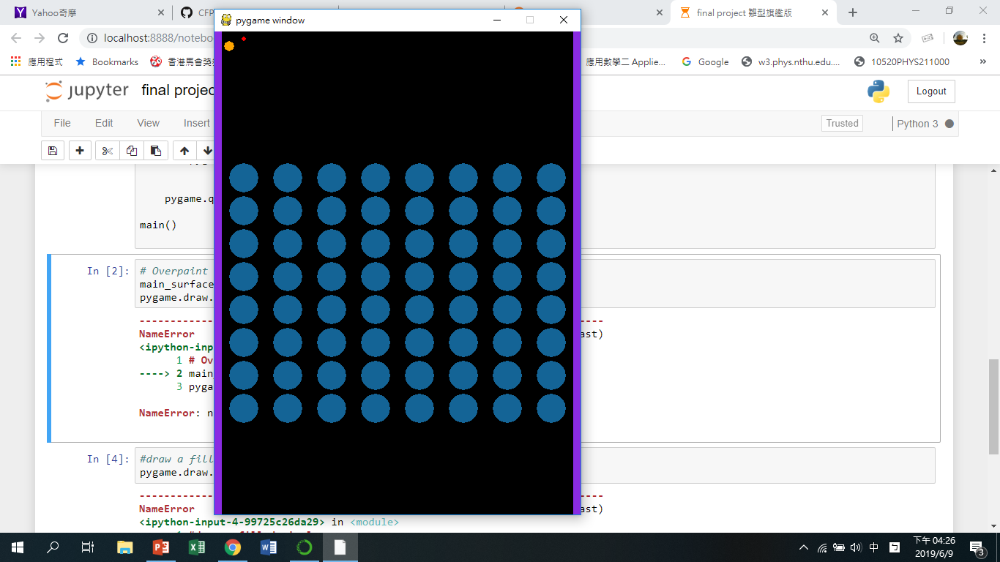 Yahoo奇摩
CFP
final project 雛型旗艦版
pygame window
localhost:8888/notebo
應用程式
Bookmarks
香港馬會獎
應用數學二 Applie...
Google
w3.phys.nthu.edu....
10520PHYS211000
»
jupyter
final projec
Logout
File
Edit
View
Insert
Trusted
Python 3
pygame.q
main()
In [2]:
# Overpaint
main_surface
pygame.draw.
NameError
ast)
<ipython-inp
1 # Ov
----> 2 main_
3 pyga
NameError: n
In [4]:
#draw a fill
pygame.draw.
NameError
ast)
<ipython-input-4-99725c26da29> in <module>
中
下午 04:26
2019/6/9
3